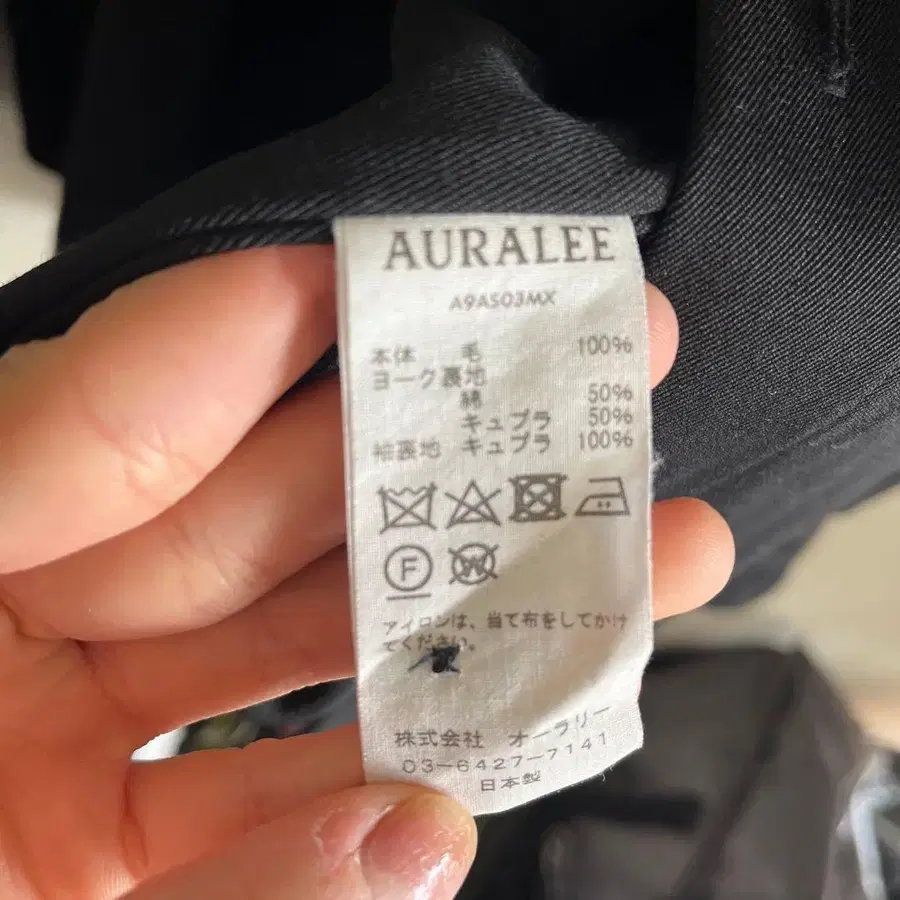 AURALEE
A9AS03MX
本体 毛 100%
ヨーク裏地
綿 50%
キュプラ 50%
袖裏地 キュプラ 100%
F W
アイロンは、当て布をしてかけ
てください。
株式会社 オーラリー
03-6427-7141
日本製